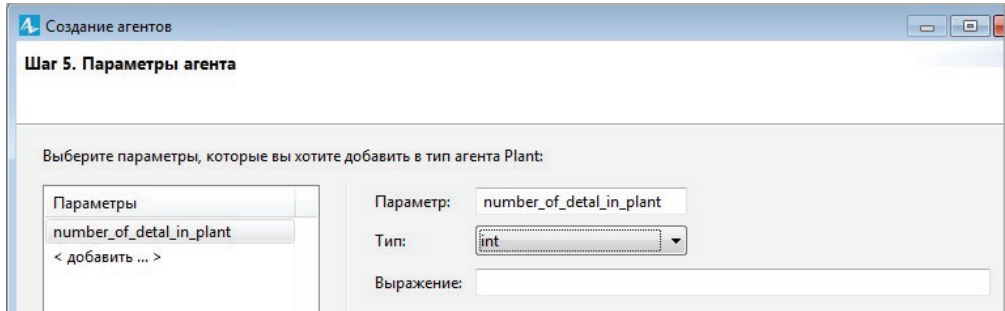 Создание агентов
Шаг 5. Параметры агента
Выберите параметры, которые вы хотите добавить в тип агента Plant:
Параметры
number_of_detal_in_plant
< добавить ... >
Параметр: number_of_detal_in_plant
Тип: int
Выражение: